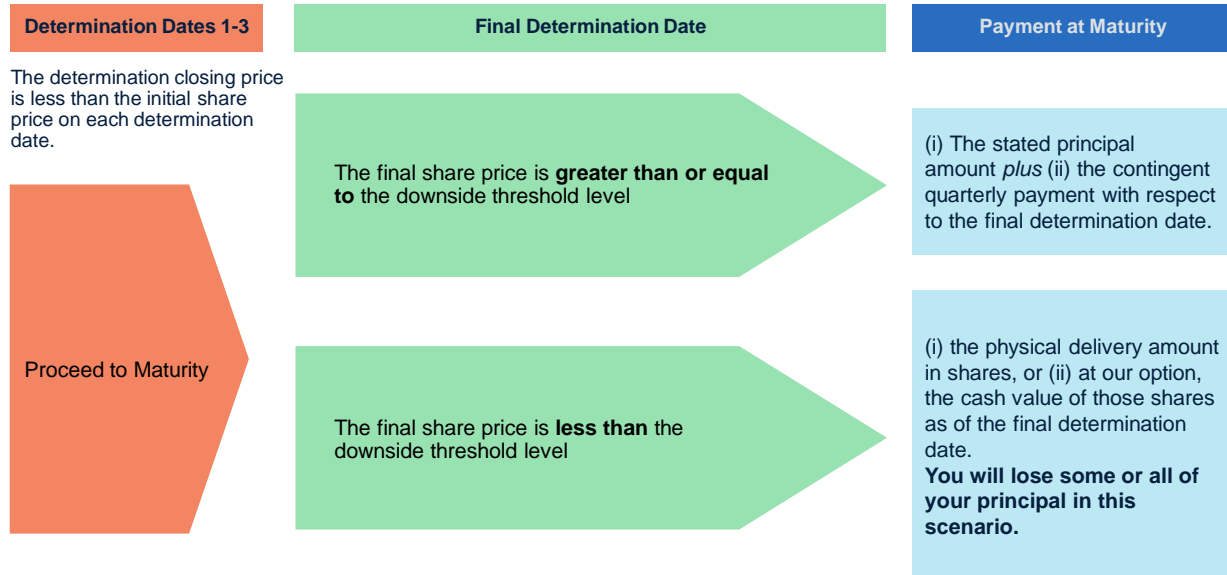 Determination Dates 1-3
Final Determination Date
Payment at Maturity
The determination closing price
is less than the initial share
price on each determination
date.
Proceed to Maturity
The final share price is greater than or equal
to the downside threshold level
(i) The stated principal
amount plus (ii) the contingent
quarterly payment with respect
to the final determination date.
The final share price is less than the
downside threshold level
(i) the physical delivery amount
in shares, or (ii) at our option,
the cash value of those shares
as of the final determination
date.
You will lose some or all of
your principal in this
scenario.